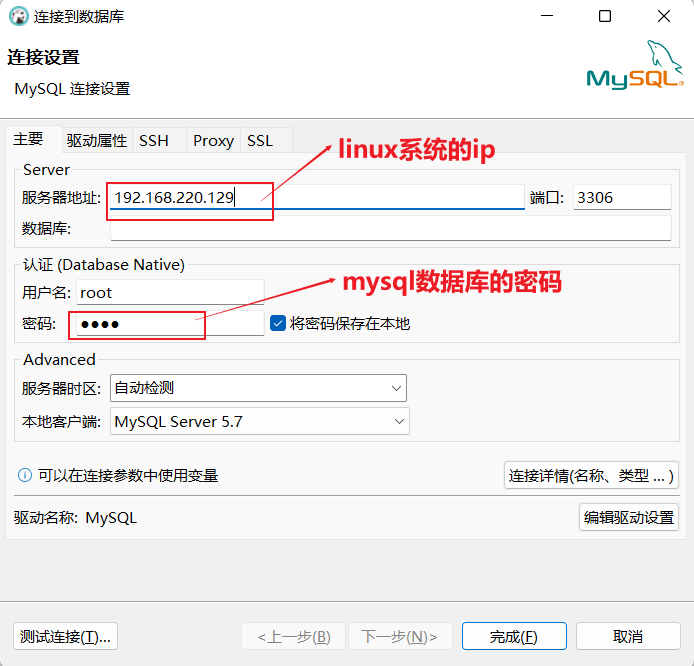 连接到数据库
连接设置
MySQL 连接设置
MySQL®
主要 驱动属性 SSH Proxy SSL
linux系统的ip
Server
服务器地址: 192.168.220.129 端口: 3306
数据库:
认证 (Database Native)
mysql数据库的密码
用户名: root
密码: ●●●● 将密码保存在本地
Advanced
服务器时区: 自动检测
本地客户端: MySQL Server 5.7
可以在连接参数中使用变量 连接详情(名称、类型 ... )
驱动名称: MySQL 编辑驱动设置
测试连接(T)... <上一步(B) 下一步(N)> 完成(F) 取消